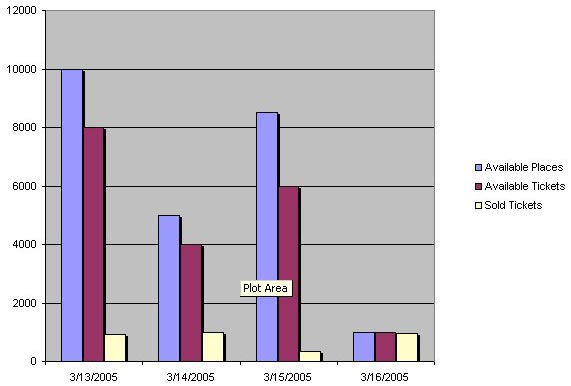 12000
10000
8000
6000
4000
2000
0
Plot Area
3/13/2005 3/14/2005 3/15/2005 3/16/2005
Available Places
Available Tickets
Sold Tickets